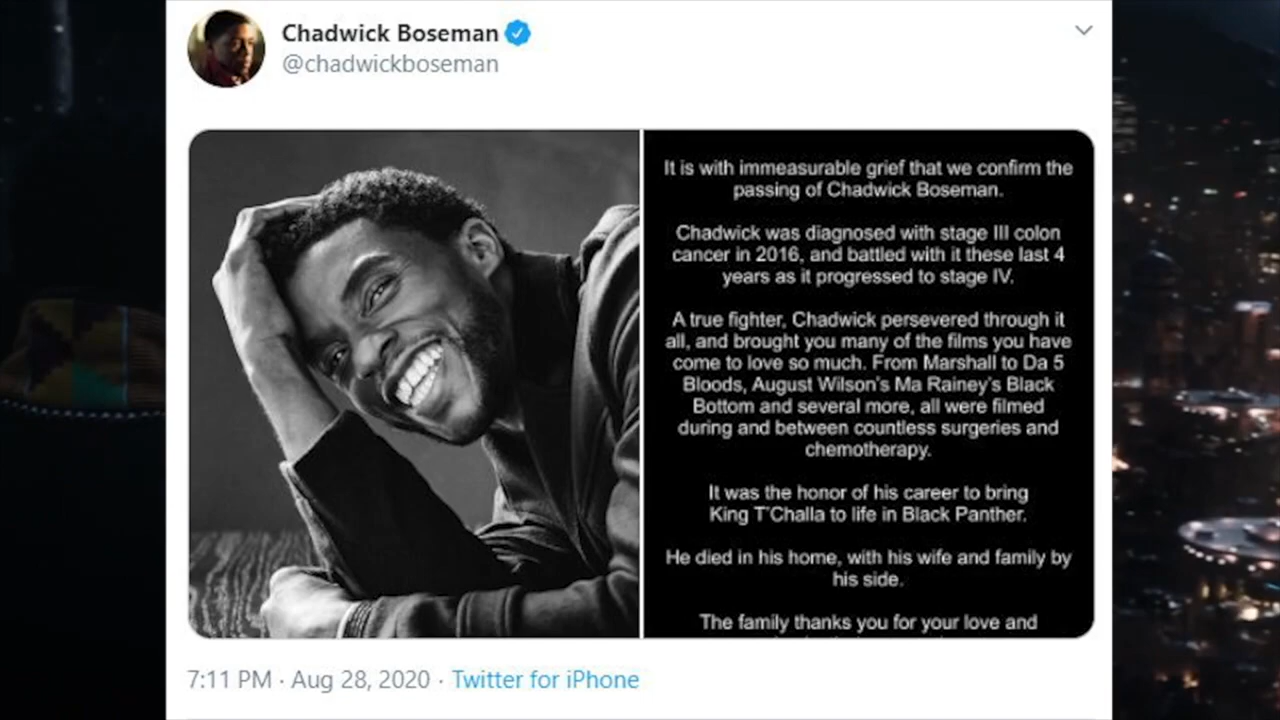 Chadwick Boseman
@chadwickboseman
It is with immeasurable grief that we confirm the
passing of Chadwick Boseman.
Chadwick was diagnosed with stage III colon
cancer in 2016, and battled with it these last 4
years as it progressed to stage IV.
A true fighter, Chadwick persevered through it
all, and brought you many of the films you have
come to love so much. From Marshall to Da 5
Bloods, August Wilson's Ma Rainey's Black
Bottom and several more, all were filmed
during and between countless surgeries and
chemotherapy.
It was the honor of his career to bring
King T'Challa to life in Black Panther.
He died in his home, with his wife and family by
his side.
The family thanks you for your love and
7:11 PM · Aug 28, 2020 · Twitter for iPhone